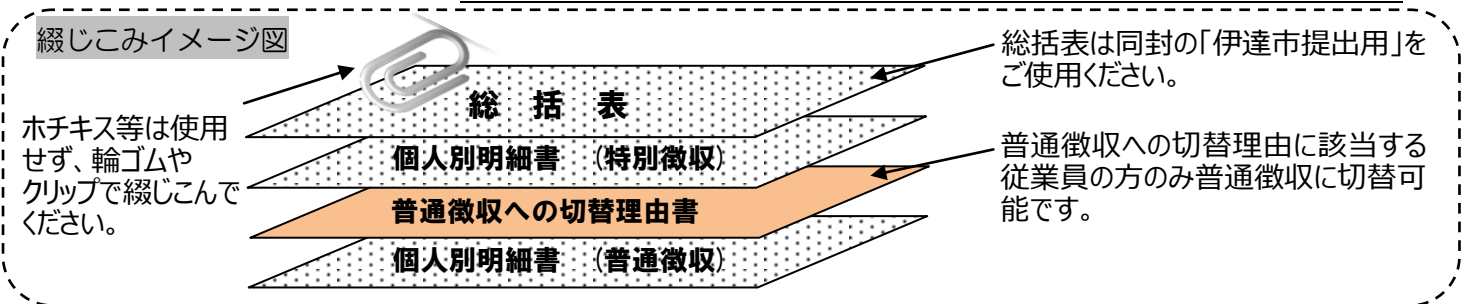 綴じこみイメージ図
ホチキス等は使用
せず、輪ゴムや
クリップで綴じこんで
ください。
総　括　表
個人別明細書　（特別徴収）
普通徴収への切替理由書
個人別明細書　（普通徴収）
総括表は同封の「伊達市提出用」を
ご使用ください。
普通徴収への切替理由に該当する
従業員の方のみ普通徴収に切替可
能です。